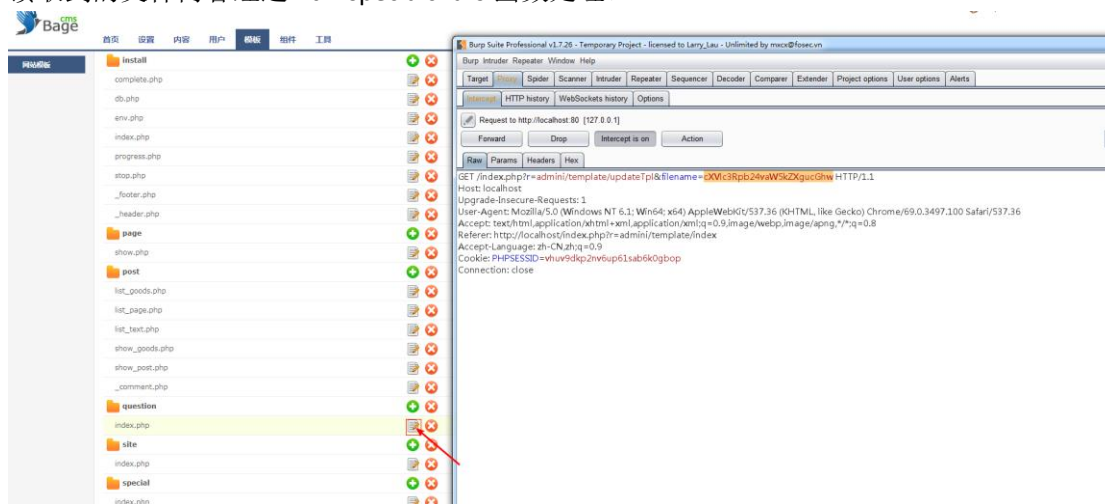 Bagecms
首页 设置 内容 用户 模板 组件 工具
网站模板
install
complete.php
db.php
env.php
index.php
progress.php
stop.php
_footer.php
_header.php
page
show.php
post
list_goods.php
list_page.php
list_text.php
show_goods.php
show_post.php
_comment.php
question
index.php
site
index.php
special
index.php
Burp Suite Professional v1.7.26 - Temporary Project - licensed to Larry_Lau - Unlimited by mxcx@fosec.vn
Burp Intruder Repeater Window Help
Target Proxy Spider Scanner Intruder Repeater Sequencer Decoder Comparer Extender Project options User options Alerts
Intercept HTTP history WebSockets history Options
Request to http://localhost:80 [127.0.0.1]
Forward Drop Intercept is on Action
Raw Params Headers Hex
GET /index.php?r=admini/template/updateTpl&filename=cXVlc3Rpb24vaW5kZXgucGhw HTTP/1.1
Host: localhost
Upgrade-Insecure-Requests: 1
User-Agent: Mozilla/5.0 (Windows NT 6.1; Win64; x64) AppleWebKit/537.36 (KHTML, like Gecko) Chrome/69.0.3497.100 Safari/537.36
Accept: text/html,application/xhtml+xml,application/xml;q=0.9,image/webp,image/apng,*/*;q=0.8
Referer: http://localhost/index.php?r=admini/template/index
Accept-Language: zh-CN,zh;q=0.9
Cookie: PHPSESSID=vhuv9dkp2nv6up61sab6k0gbop
Connection: close